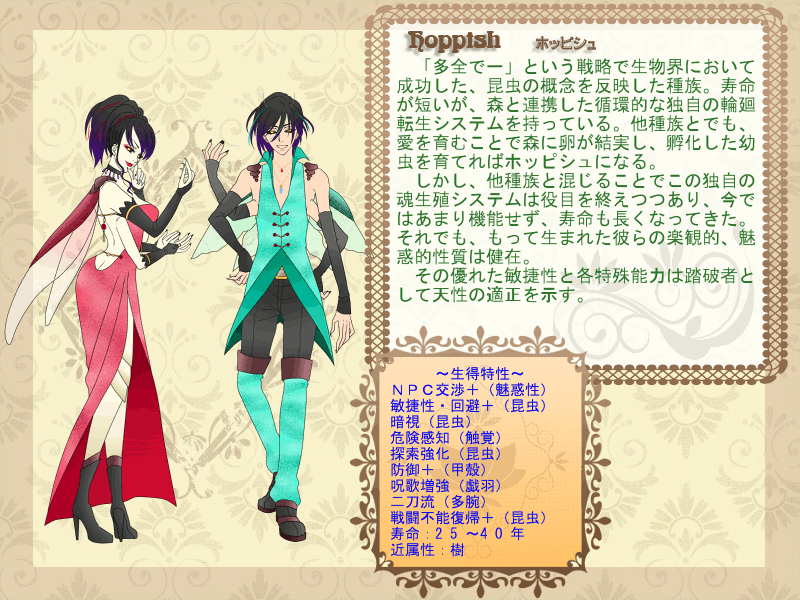 Hoppish ホッピシュ
「多全でー」という戦略で生物界において
成功した、昆虫の概念を反映した種族。寿命
が短いが、森と連携した循環的な独自の輪廻
転生システムを持っている。他種族とでも、
愛を育むことで森に卵が結実し、孵化した幼
虫を育てればホッピシュになる。
しかし、他種族と混じることでこの独自の
魂生殖システムは役目を終えつつあり、今で
はあまり機能せず、寿命も長くなってきた。
それでも、もって生まれた彼らの楽観的、魅
惑的性質は健在。
その優れた敏捷性と各特殊能力は踏破者と
して天性の適正を示す。
～生得特性～
ＮＰＣ交渉＋（魅惑性）
敏捷性・回避＋（昆虫）
暗視（昆虫）
危険感知（触覚）
探索強化（昆虫）
防御＋（甲殻）
呪歌増強（戯羽）
二刀流（多腕）
戦闘不能復帰＋（昆虫）
寿命：２５～４０年
近属性：樹